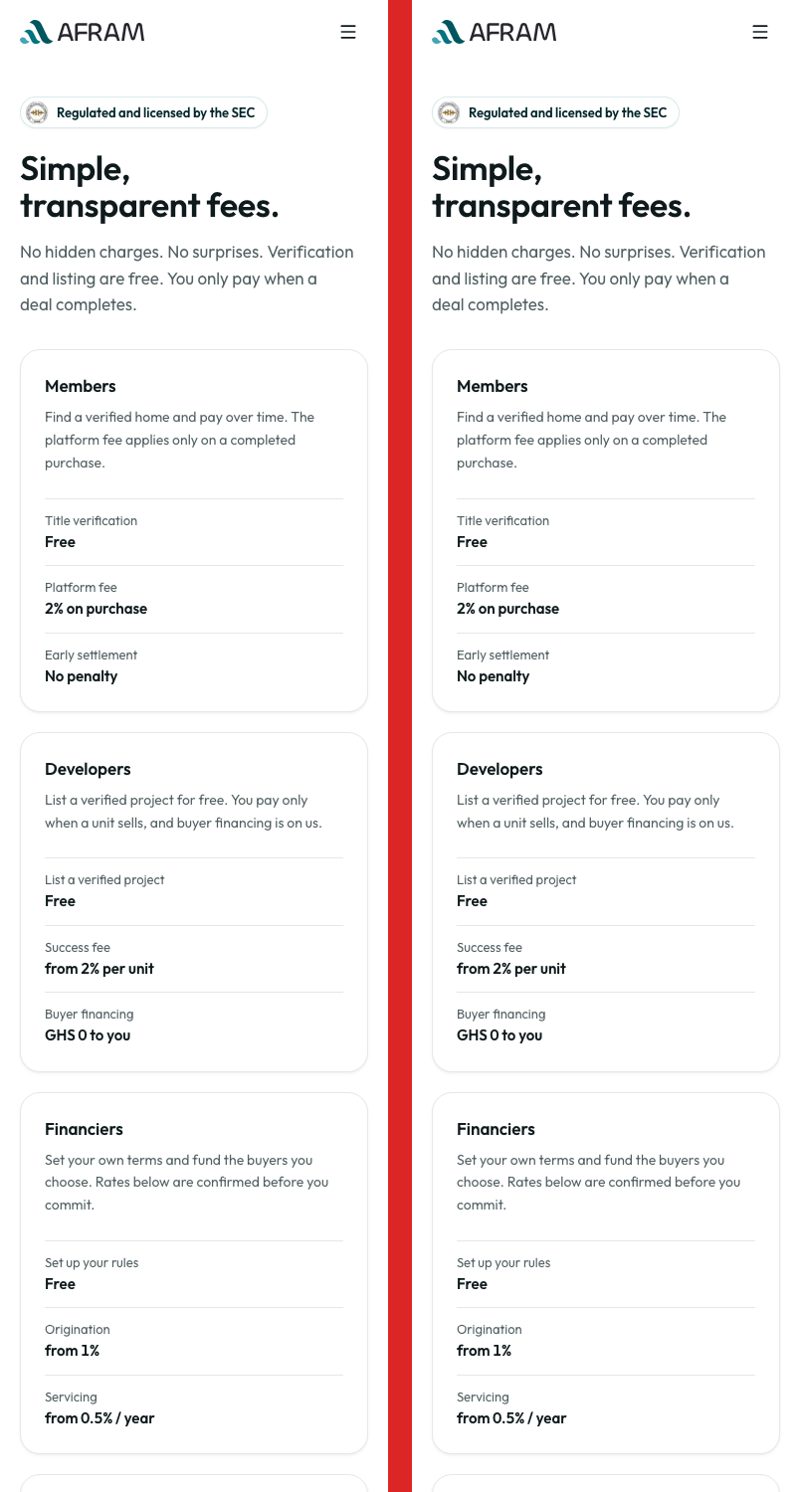 AFRAM
Regulated and licensed by the SEC
Simple,
transparent fees.
No hidden charges. No surprises. Verification
and listing are free. You only pay when a
deal completes.
Members
Find a verified home and pay over time. The
platform fee applies only on a completed
purchase.
Title verification
Free
Platform fee
2% on purchase
Early settlement
No penalty
Developers
List a verified project for free. You pay only
when a unit sells, and buyer financing is on us.
List a verified project
Free
Success fee
from 2% per unit
Buyer financing
GHS 0 to you
Financiers
Set your own terms and fund the buyers you
choose. Rates below are confirmed before you
commit.
Set up your rules
Free
Origination
from 1%
Servicing
from 0.5% / year
AFRAM
Regulated and licensed by the SEC
Simple,
transparent fees.
No hidden charges. No surprises. Verification
and listing are free. You only pay when a
deal completes.
Members
Find a verified home and pay over time. The
platform fee applies only on a completed
purchase.
Title verification
Free
Platform fee
2% on purchase
Early settlement
No penalty
Developers
List a verified project for free. You pay only
when a unit sells, and buyer financing is on us.
List a verified project
Free
Success fee
from 2% per unit
Buyer financing
GHS 0 to you
Financiers
Set your own terms and fund the buyers you
choose. Rates below are confirmed before you
commit.
Set up your rules
Free
Origination
from 1%
Servicing
from 0.5% / year